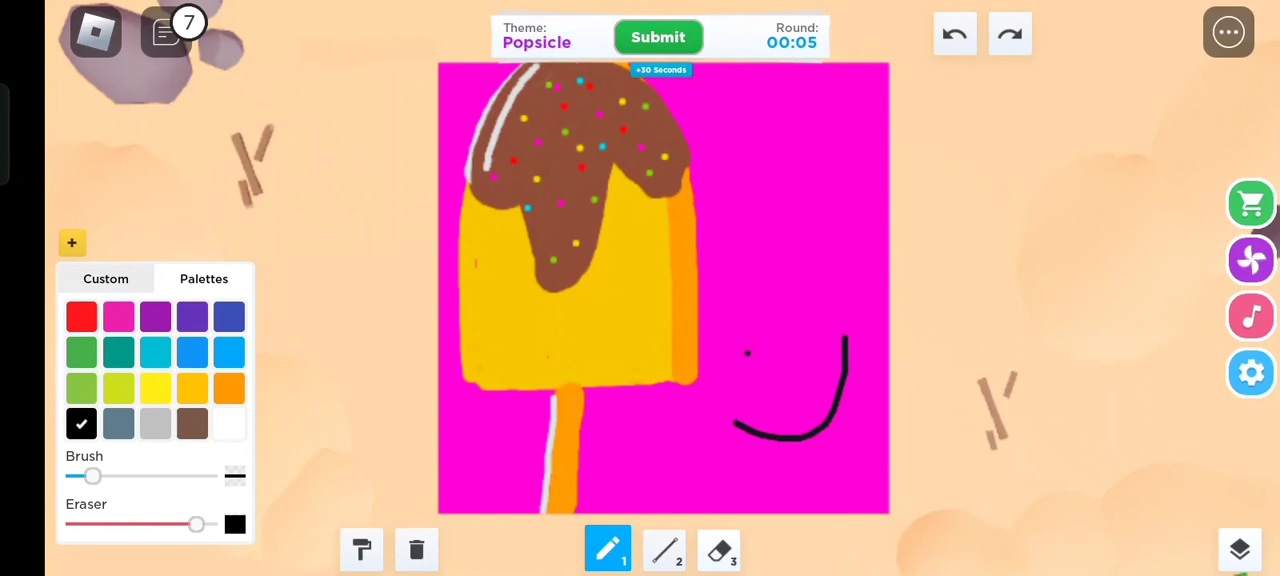 7
Theme:
Popsicle
Submit
Round:
00:05
+30 Seconds
+
Custom
Palettes
Brush
Eraser
1
2
3